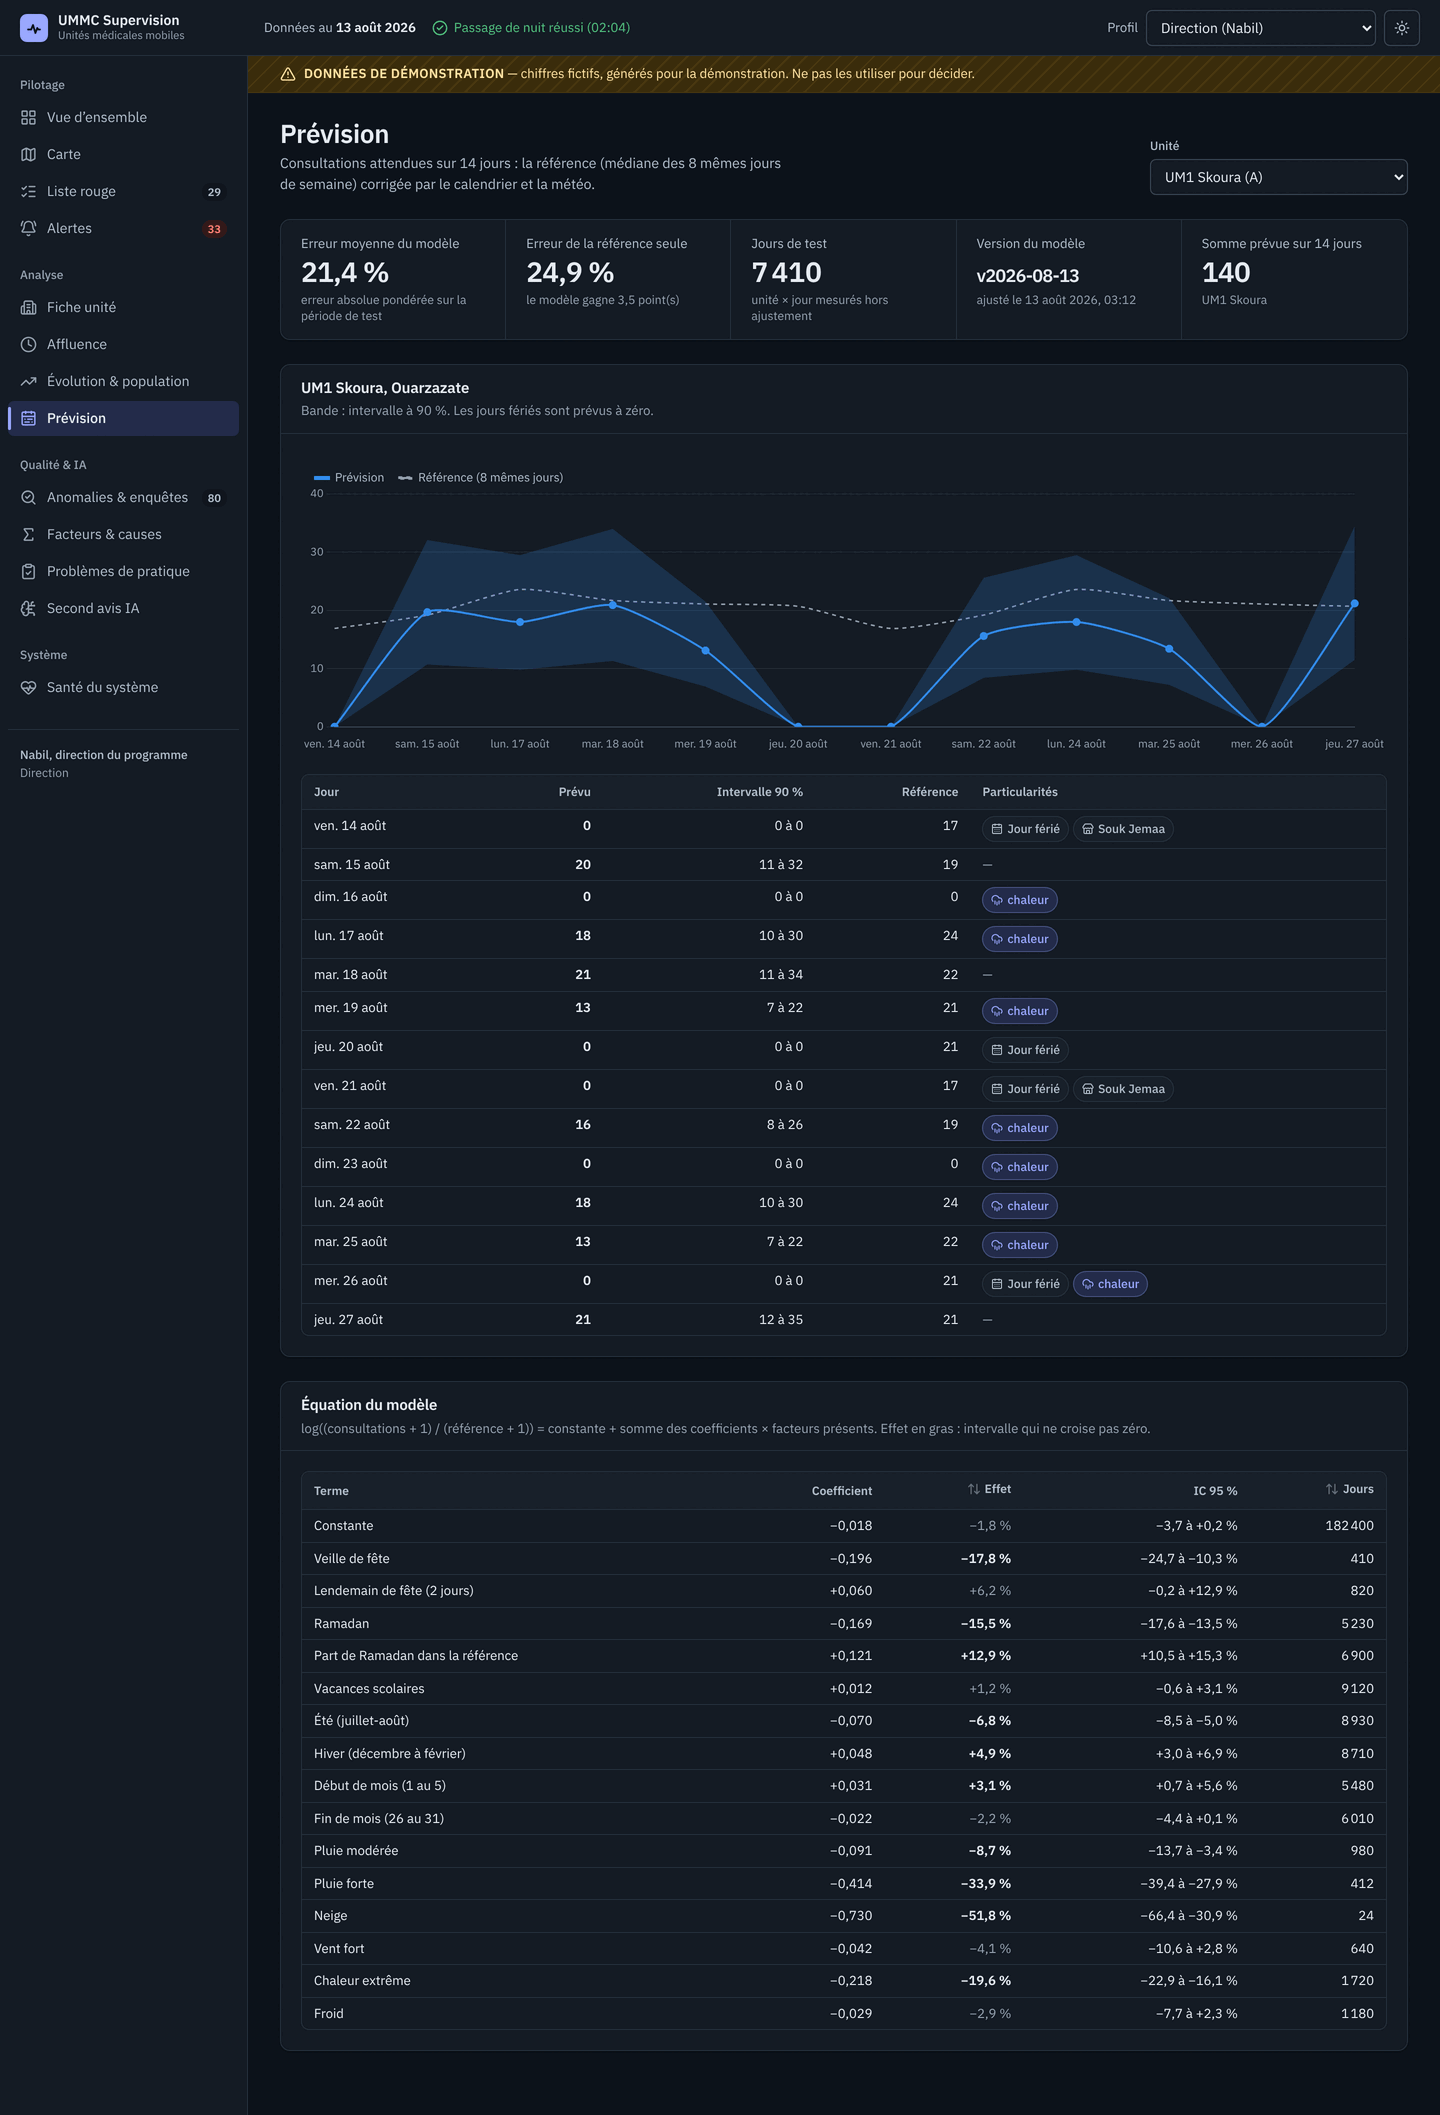 UMMC Supervision
Unités médicales mobiles
Données au 13 août 2026
Passage de nuit réussi (02:04)
Profil
Direction (Nabil)
DONNÉES DE DÉMONSTRATION — chiffres fictifs, générés pour la démonstration. Ne pas les utiliser pour décider.
Pilotage
Vue d’ensemble
Carte
Liste rouge 29
Alertes 33
Analyse
Fiche unité
Affluence
Évolution & population
Prévision
Qualité & IA
Anomalies & enquêtes 80
Facteurs & causes
Problèmes de pratique
Second avis IA
Système
Santé du système
Nabil, direction du programme
Direction
Prévision
Consultations attendues sur 14 jours : la référence (médiane des 8 mêmes jours
de semaine) corrigée par le calendrier et la météo.
Unité
UM1 Skoura (A)
Erreur moyenne du modèle
21,4 %
erreur absolue pondérée sur la
période de test
Erreur de la référence seule
24,9 %
le modèle gagne 3,5 point(s)
Jours de test
7 410
unité × jour mesurés hors
ajustement
Version du modèle
v2026-08-13
ajusté le 13 août 2026, 03:12
Somme prévue sur 14 jours
140
UM1 Skoura
UM1 Skoura, Ouarzazate
Bande : intervalle à 90 %. Les jours fériés sont prévus à zéro.
Prévision Référence (8 mêmes jours)
40
30
20
10
0
ven. 14 août sam. 15 août lun. 17 août mar. 18 août mer. 19 août jeu. 20 août ven. 21 août sam. 22 août lun. 24 août mar. 25 août mer. 26 août jeu. 27 août
Jour Prévu Intervalle 90 % Référence Particularités
ven. 14 août 0 0 à 0 17 Jour férié Souk Jemaa
sam. 15 août 20 11 à 32 19 —
dim. 16 août 0 0 à 0 0 chaleur
lun. 17 août 18 10 à 30 24 chaleur
mar. 18 août 21 11 à 34 22 —
mer. 19 août 13 7 à 22 21 chaleur
jeu. 20 août 0 0 à 0 21 Jour férié
ven. 21 août 0 0 à 0 17 Jour férié Souk Jemaa
sam. 22 août 16 8 à 26 19 chaleur
dim. 23 août 0 0 à 0 0 chaleur
lun. 24 août 18 10 à 30 24 chaleur
mar. 25 août 13 7 à 22 22 chaleur
mer. 26 août 0 0 à 0 21 Jour férié chaleur
jeu. 27 août 21 12 à 35 21 —
Équation du modèle
log((consultations + 1) / (référence + 1)) = constante + somme des coefficients × facteurs présents. Effet en gras : intervalle qui ne croise pas zéro.
Terme Coefficient Effet IC 95 % Jours
Constante −0,018 −1,8 % −3,7 à +0,2 % 182 400
Veille de fête −0,196 −17,8 % −24,7 à −10,3 % 410
Lendemain de fête (2 jours) +0,060 +6,2 % −0,2 à +12,9 % 820
Ramadan −0,169 −15,5 % −17,6 à −13,5 % 5 230
Part de Ramadan dans la référence +0,121 +12,9 % +10,5 à +15,3 % 6 900
Vacances scolaires +0,012 +1,2 % −0,6 à +3,1 % 9 120
Été (juillet-août) −0,070 −6,8 % −8,5 à −5,0 % 8 930
Hiver (décembre à février) +0,048 +4,9 % +3,0 à +6,9 % 8 710
Début de mois (1 au 5) +0,031 +3,1 % +0,7 à +5,6 % 5 480
Fin de mois (26 au 31) −0,022 −2,2 % −4,4 à +0,1 % 6 010
Pluie modérée −0,091 −8,7 % −13,7 à −3,4 % 980
Pluie forte −0,414 −33,9 % −39,4 à −27,9 % 412
Neige −0,730 −51,8 % −66,4 à −30,9 % 24
Vent fort −0,042 −4,1 % −10,6 à +2,8 % 640
Chaleur extrême −0,218 −19,6 % −22,9 à −16,1 % 1 720
Froid −0,029 −2,9 % −7,7 à +2,3 % 1 180